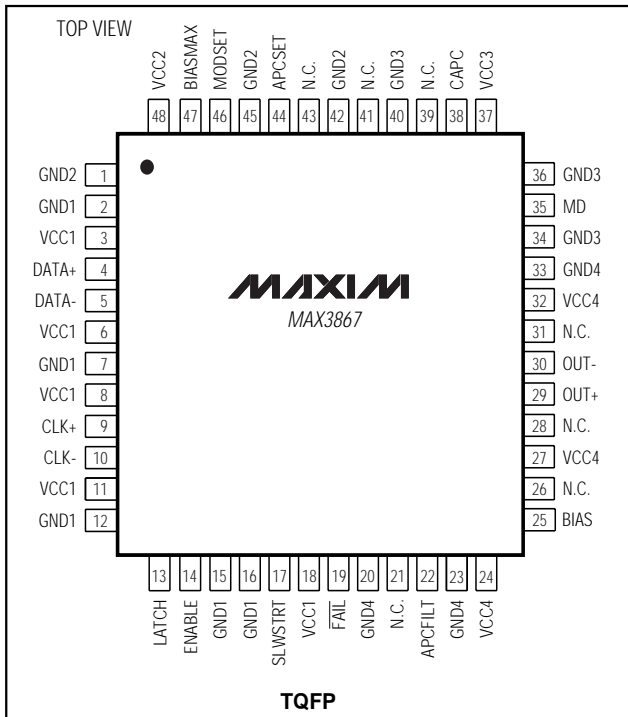 TOP VIEW
VCC2 BIASMAX MODSET GND2 APCSET N.C. GND2 N.C. GND3 N.C. CAPC VCC3
48 47 46 45 44 43 42 41 40 39 38 37
GND2 1 36 GND3
GND1 2 35 MD
VCC1 3 34 GND3
DATA+ 4 33 GND4
DATA- 5 32 VCC4
VCC1 6 31 N.C.
GND1 7 30 OUT-
VCC1 8 29 OUT+
CLK+ 9 28 N.C.
CLK- 10 27 VCC4
VCC1 11 26 N.C.
GND1 12 25 BIAS
MAXIM
MAX3867
13 14 15 16 17 18 19 20 21 22 23 24
LATCH ENABLE GND1 GND1 SLWSTRT VCC1 FAIL GND4 N.C. APCFILT GND4 VCC4
TQFP